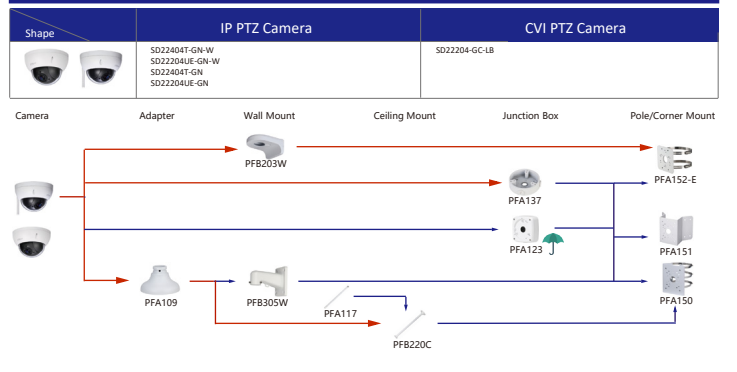 Shape
IP PTZ Camera
CVI PTZ Camera
SD22404T-GN-W
SD22204UE-GN-W
SD22404T-GN
SD22204UE-GN
SD22204-GC-LB
Camera
Adapter
Wall Mount
Ceiling Mount
Junction Box
Pole/Corner Mount
PFB203W
PFA152-E
PFA137
PFA123
PFA151
PFA109
PFB305W
PFA117
PFA150
PFB220C